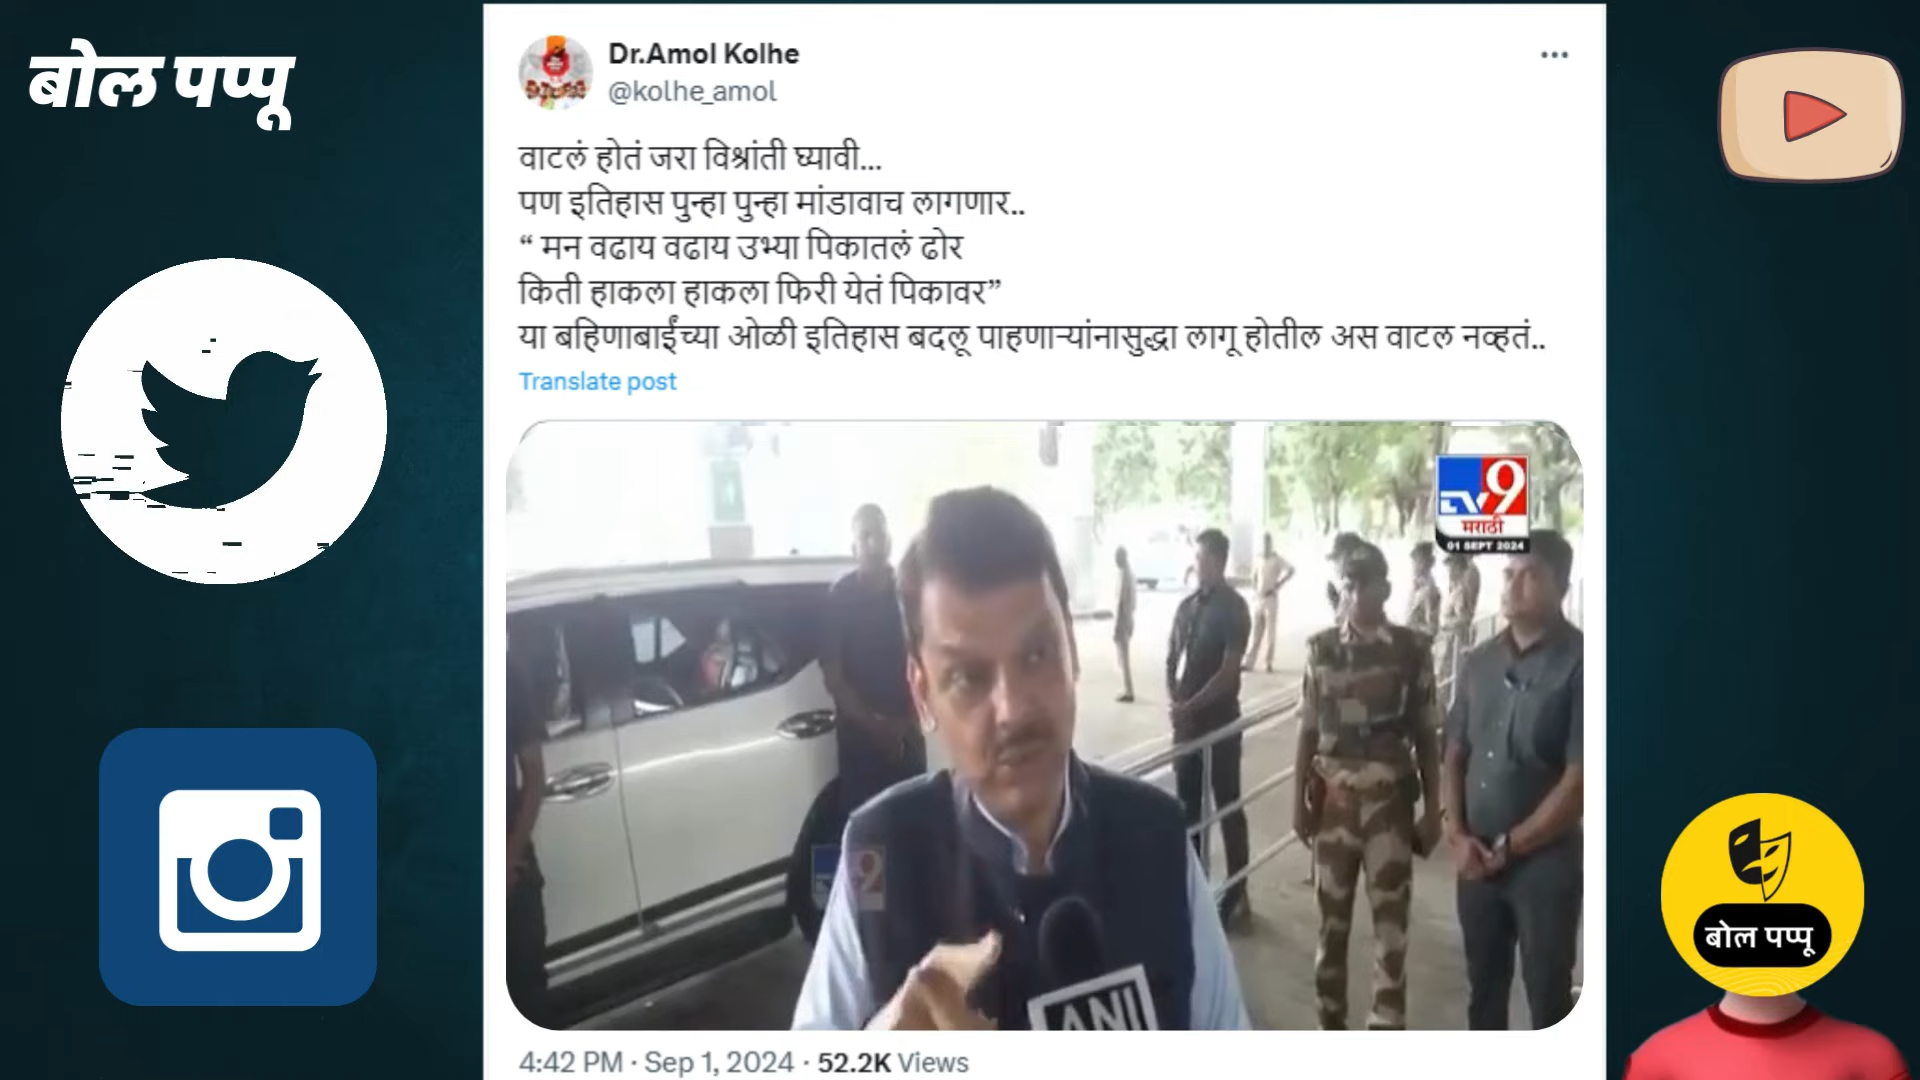 बोल पप्पू
Dr.Amol Kolhe
@kolhe_amol
वाटलं होतं जरा विश्रांती घ्यावी...
पण इतिहास पुन्हा पुन्हा मांडावाच लागणार..
“ मन वढाय वढाय उभ्या पिकातलं ढोर
किती हाकला हाकला फिरी येतं पिकावर”
या बहिणाबाईंच्या ओळी इतिहास बदलू पाहणाऱ्यांनासुद्धा लागू होतील अस वाटल नव्हतं..
Translate post
TV9
मराठी
01 SEPT 2024
TV9
ANI
बोल पप्पू
4:42 PM · Sep 1, 2024 · 52.2K Views